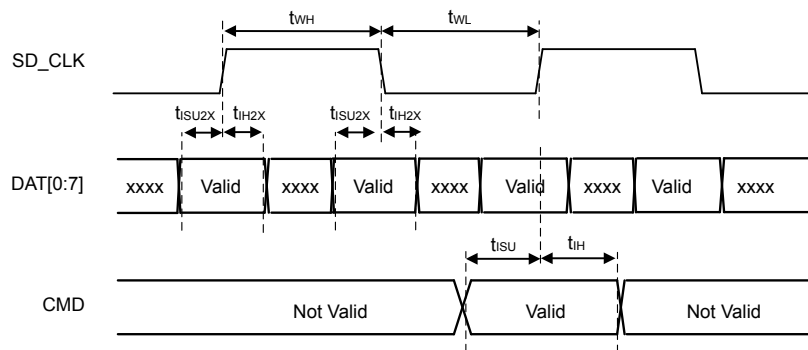 tWH tWL
SD_CLK
tISU2X tIH2X tISU2X tIH2X
DAT[0:7] xxxx Valid xxxx Valid xxxx Valid xxxx Valid xxxx
tISU tIH
CMD Not Valid Valid Not Valid